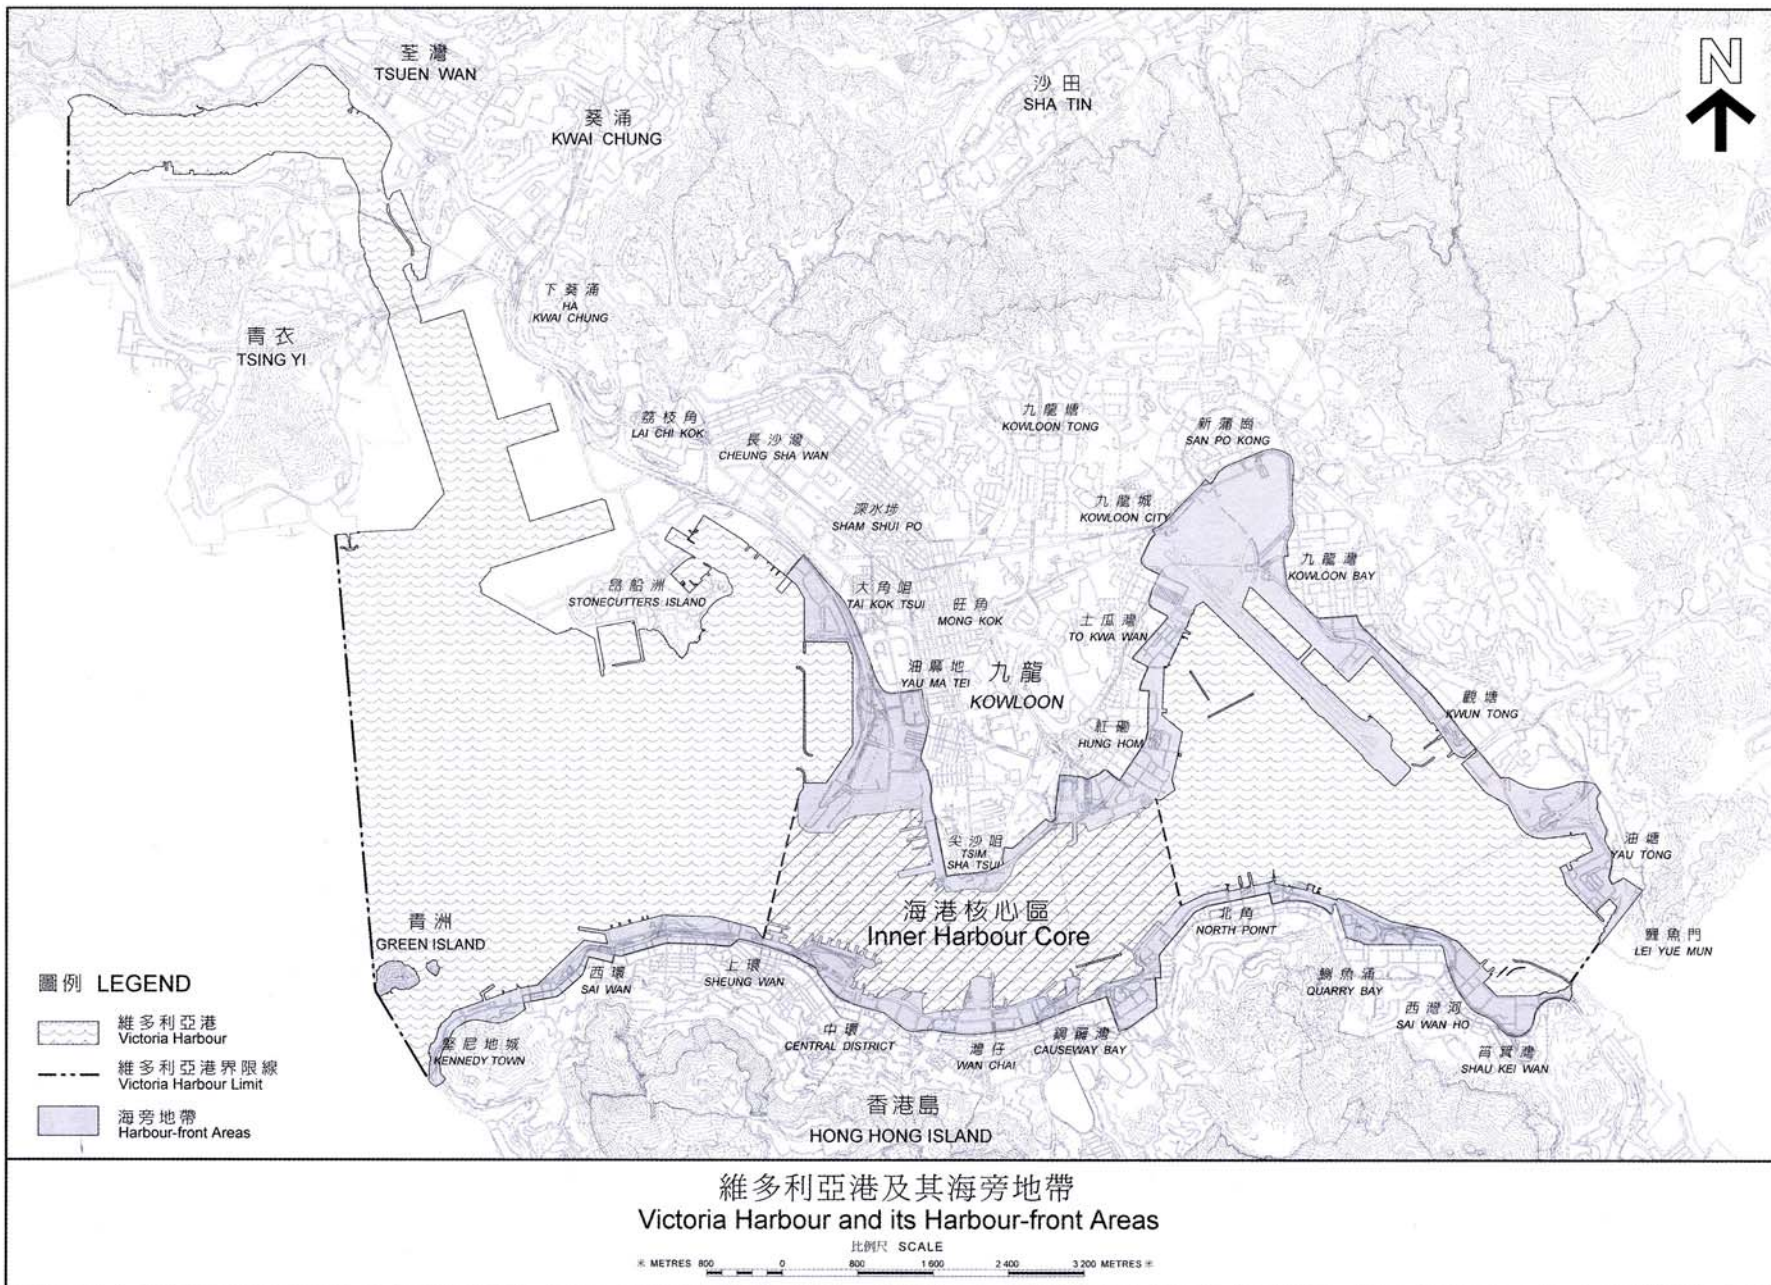 荃灣
TSUEN WAN
N
沙田
SHA TIN
葵涌
KWAI CHUNG
下葵涌
HA
KWAI CHUNG
青衣
TSING YI
荔枝角
LAI CHI KOK
長沙灣
CHEUNG SHA WAN
九龍塘
KOWLOON TONG
新蒲崗
SAN PO KONG
深水埗
SHAM SHUI PO
九龍城
KOWLOON CITY
九龍灣
KOWLOON BAY
昂船洲
STONECUTTERS ISLAND
大角咀
TAI KOK TSUI
旺角
MONG KOK
土瓜灣
TO KWA WAN
油麻地
YAU MA TEI
九龍
KOWLOON
觀塘
KWUN TONG
紅磡
HUNG HOM
尖沙咀
TSIM
SHA TSUI
油塘
YAU TONG
海港核心區
Inner Harbour Core
青洲
GREEN ISLAND
北角
NORTH POINT
鯉魚門
LEI YUE MUN
西環
SAI WAN
上環
SHEUNG WAN
鰂魚涌
QUARRY BAY
西灣河
SAI WAN HO
堅尼地城
KENNEDY TOWN
中環
CENTRAL DISTRICT
灣仔
WAN CHAI
銅鑼灣
CAUSEWAY BAY
筲箕灣
SHAU KEI WAN
香港島
HONG HONG ISLAND
圖例 LEGEND
維多利亞港
Victoria Harbour
維多利亞港界限線
Victoria Harbour Limit
海旁地帶
Harbour-front Areas
維多利亞港及其海旁地帶
Victoria Harbour and its Harbour-front Areas
比例尺 SCALE
米 METRES 800 0 800 1 600 2 400 3 200 METRES 米